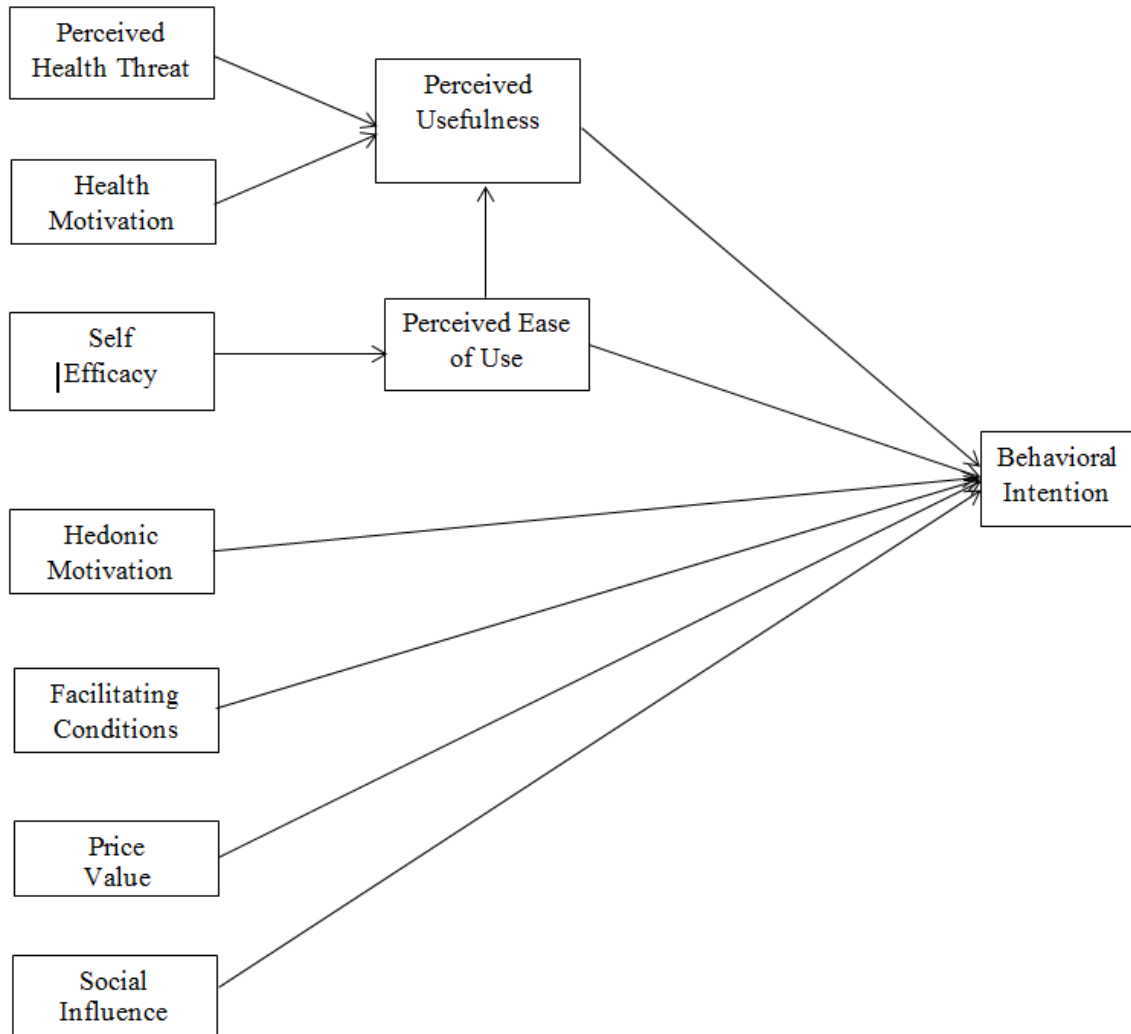 Perceived
Health Threat
Perceived
Usefulness
Health
Motivation
Self
Efficacy
Perceived Ease
of Use
Behavioral
Intention
Hedonic
Motivation
Facilitating
Conditions
Price
Value
Social
Influence